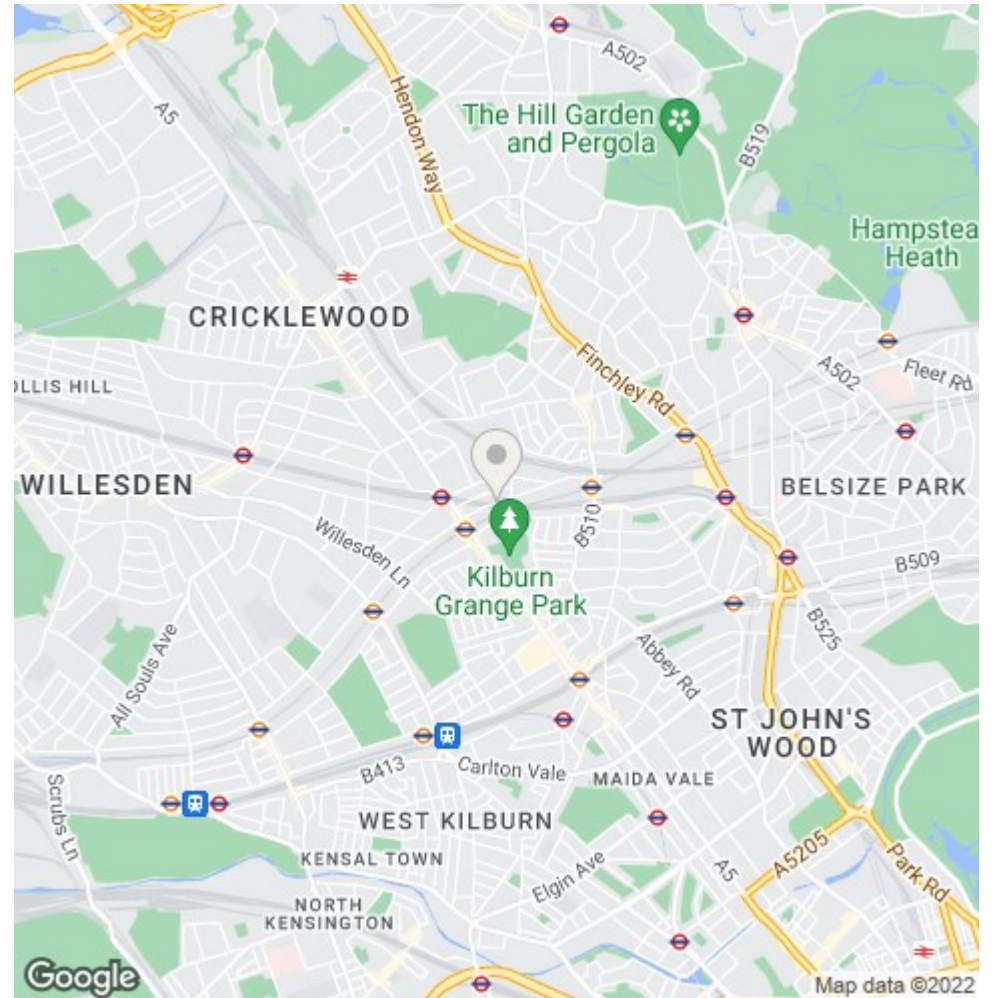 A502
A5
Hendon Way
The Hill Garden
and Pergola
B519
Hampstea
Heath
CRICKLEWOOD
Finchley Rd
A502
Fleet Rd
OLLIS HILL
WILLESDEN
BELSIZE PARK
Willesden Ln
B510
Kilburn
Grange Park
B509
B525
Abbey Rd
All Souls Ave
ST JOHN'S
WOOD
B413
Carlton Vale
MAIDA VALE
Scrubs Ln
WEST KILBURN
KENSAL TOWN
Elgin Ave
A5
A5205
Park Rd
NORTH
KENSINGTON
Google
Map data ©2022